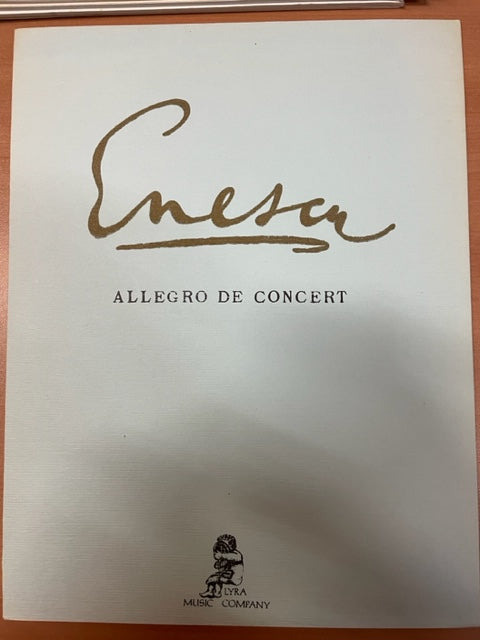 Enescu
ALLEGRO DE CONCERT
LYRA
MUSIC COMPANY